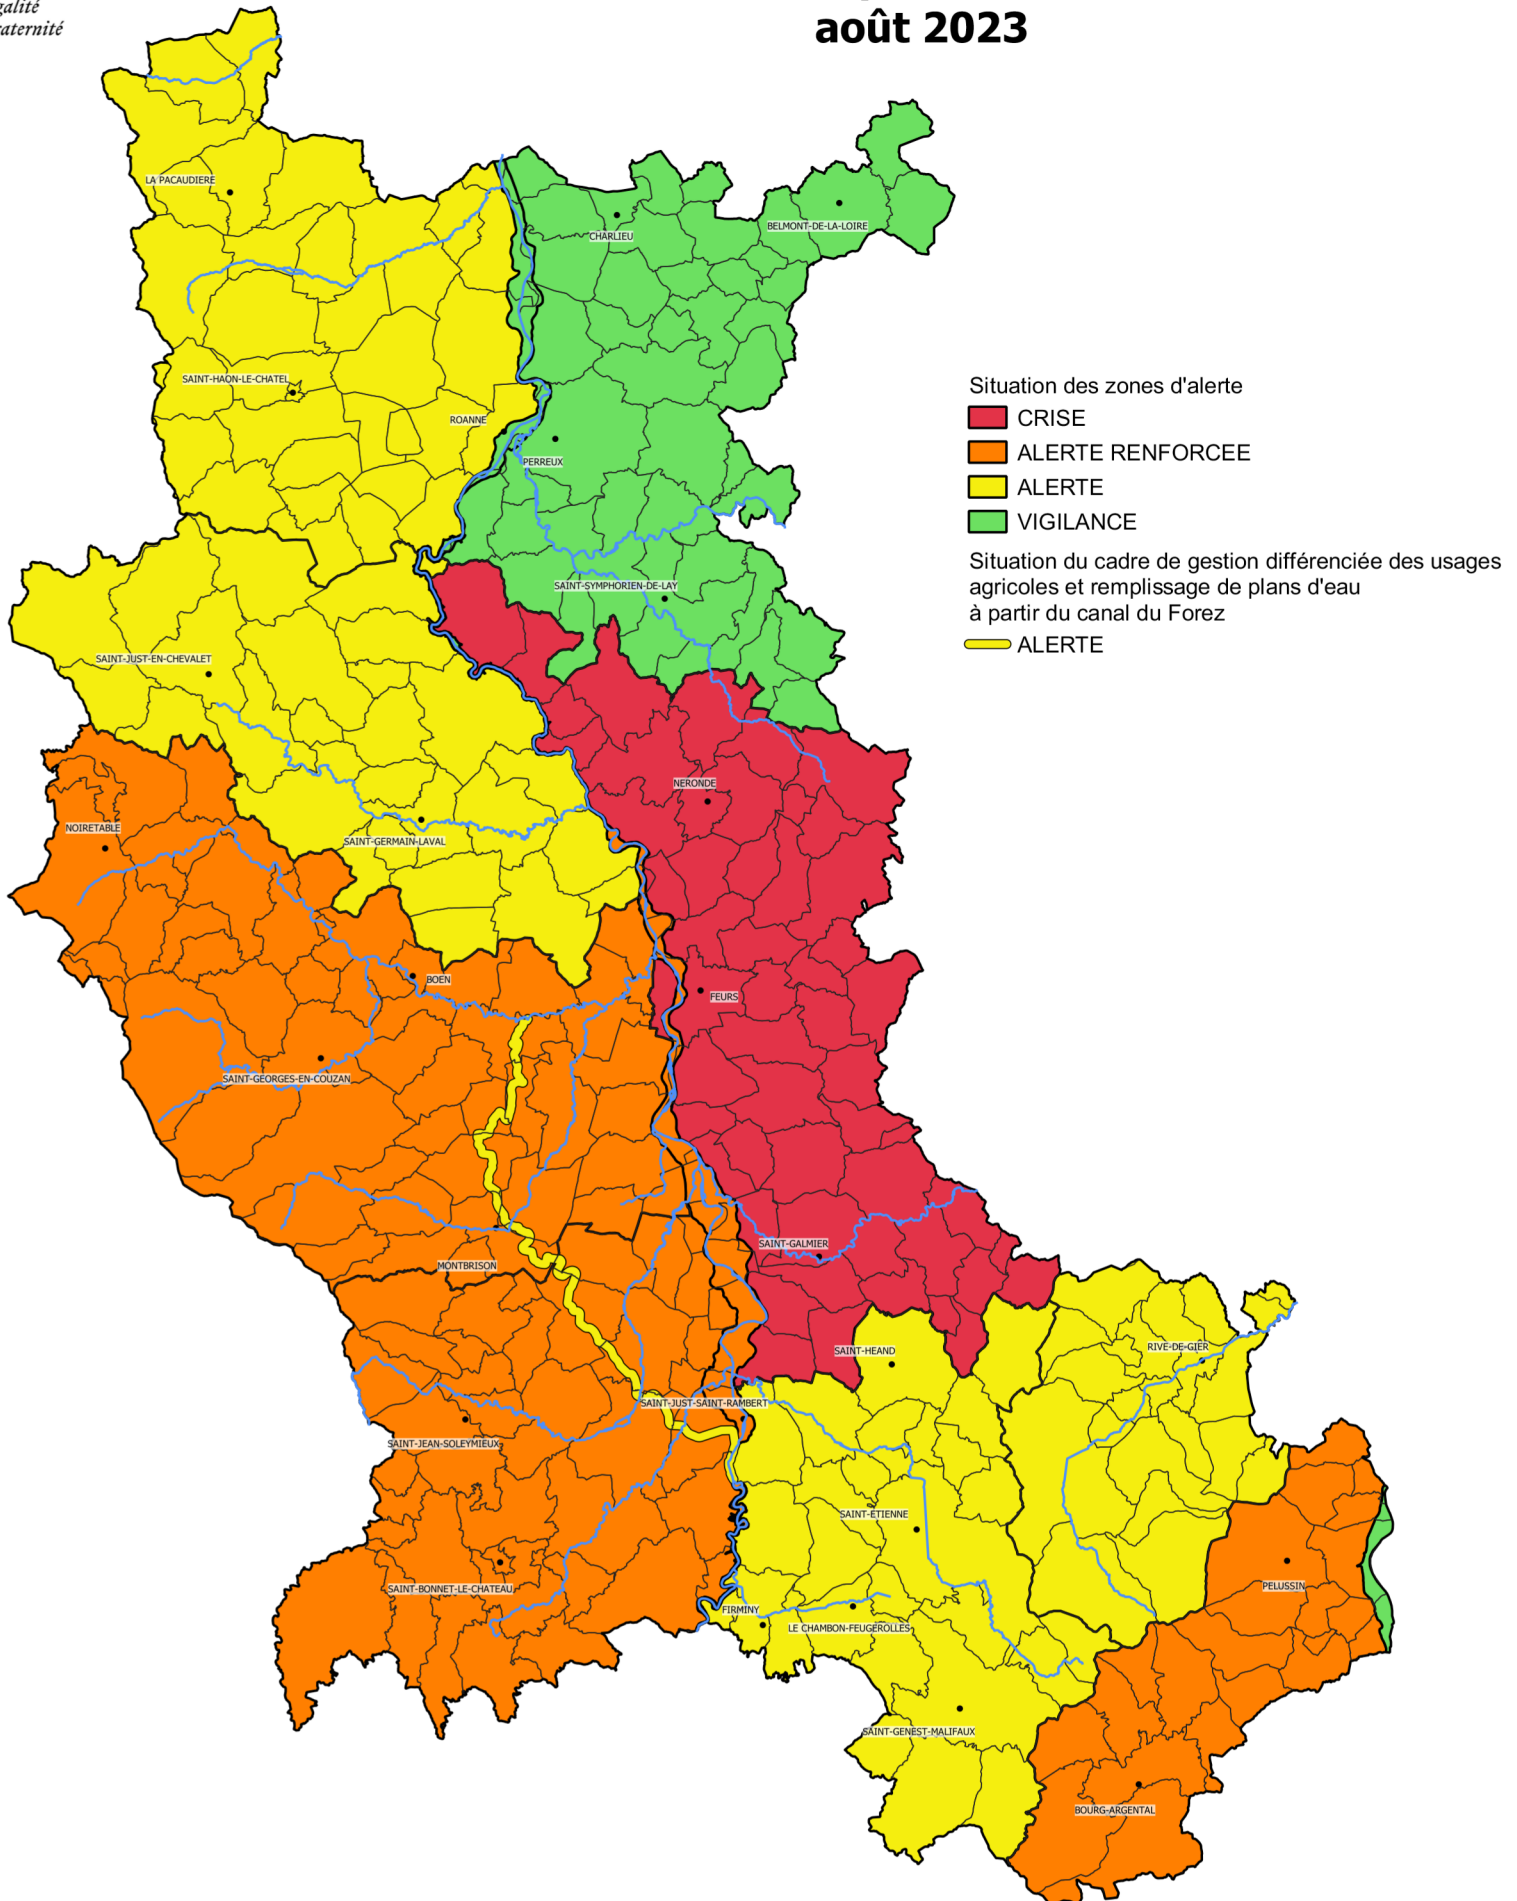 galité
aternité
août 2023
LA PACAUDIERE
CHARLIEU
BELMONT-DE-LA-LOIRE
SAINT-HAON-LE-CHATEL
ROANNE
PERREUX
Situation des zones d'alerte
CRISE
ALERTE RENFORCEE
ALERTE
VIGILANCE
Situation du cadre de gestion différenciée des usages
agricoles et remplissage de plans d'eau
à partir du canal du Forez
ALERTE
SAINT-SYMPHORIEN-DE-LAY
SAINT-JUST-EN-CHEVALET
NERONDE
NOIRETABLE
SAINT-GERMAIN-LAVAL
BOEN
FEURS
SAINT-GEORGES-EN-COUZAN
SAINT-GALMIER
MONTBRISON
RIVE-DE-GIER
SAINT-HEAND
SAINT-JUST-SAINT-RAMBERT
SAINT-JEAN-SOLEYMIEUX
SAINT-ETIENNE
PELUSSIN
SAINT-BONNET-LE-CHATEAU
FIRMINY
LE CHAMBON-FEUGEROLLES
SAINT-GENEST-MALIFAUX
BOURG-ARGENTAL